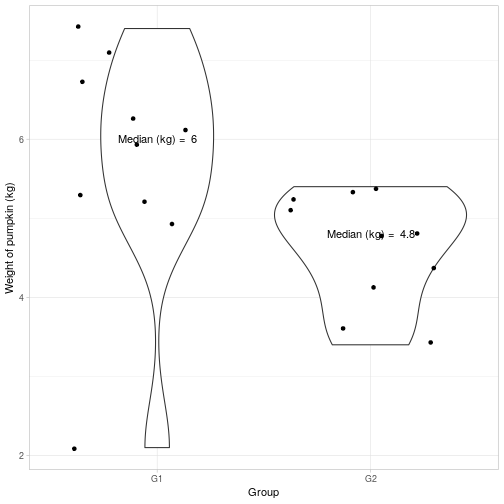 6
4
2
Weight of pumpkin (kg)
Median (kg) = 6
Median (kg) = 4.8
G1
G2
Group